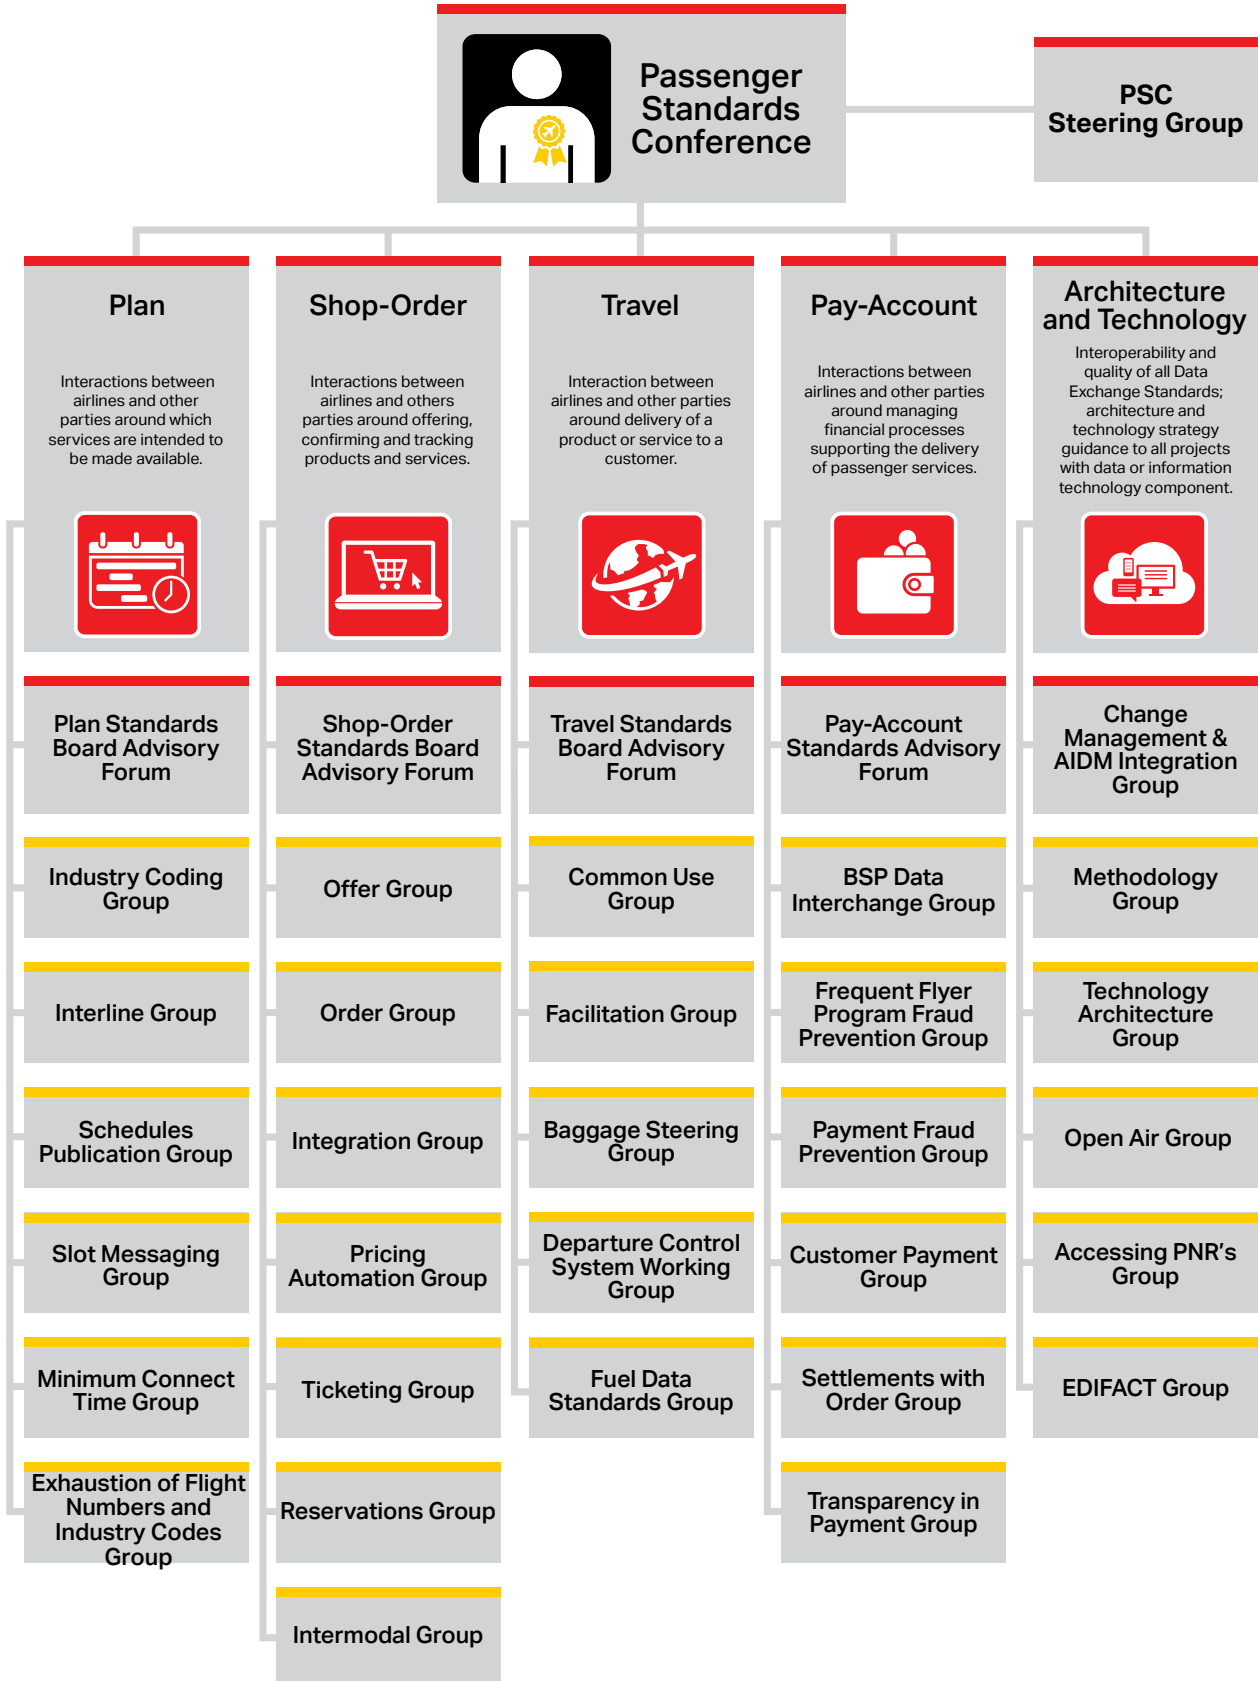 Passenger
Standards
Conference
PSC
Steering Group
Plan
Interactions between
airlines and other
parties around which
services are intended to
be made available.
Shop-Order
Interactions between
airlines and others
parties around offering,
confirming and tracking
products and services.
Travel
Interaction between
airlines and other parties
around delivery of a
product or service to a
customer.
Pay-Account
Interactions between
airlines and other parties
around managing
financial processes
supporting the delivery
of passenger services.
Architecture
and Technology
Interoperability and
quality of all Data
Exchange Standards;
architecture and
technology strategy
guidance to all projects
with data or information
technology component.
Plan Standards
Board Advisory
Forum
Industry Coding
Group
Interline Group
Schedules
Publication Group
Slot Messaging
Group
Minimum Connect
Time Group
Exhaustion of Flight
Numbers and
Industry Codes
Group
Shop-Order
Standards Board
Advisory Forum
Offer Group
Order Group
Integration Group
Pricing
Automation Group
Ticketing Group
Reservations Group
Intermodal Group
Travel Standards
Board Advisory
Forum
Common Use
Group
Facilitation Group
Baggage Steering
Group
Departure Control
System Working
Group
Fuel Data
Standards Group
Pay-Account
Standards Advisory
Forum
BSP Data
Interchange Group
Frequent Flyer
Program Fraud
Prevention Group
Payment Fraud
Prevention Group
Customer Payment
Group
Settlements with
Order Group
Transparency in
Payment Group
Change
Management &
AIDM Integration
Group
Methodology
Group
Technology
Architecture
Group
Open Air Group
Accessing PNR's
Group
EDIFACT Group